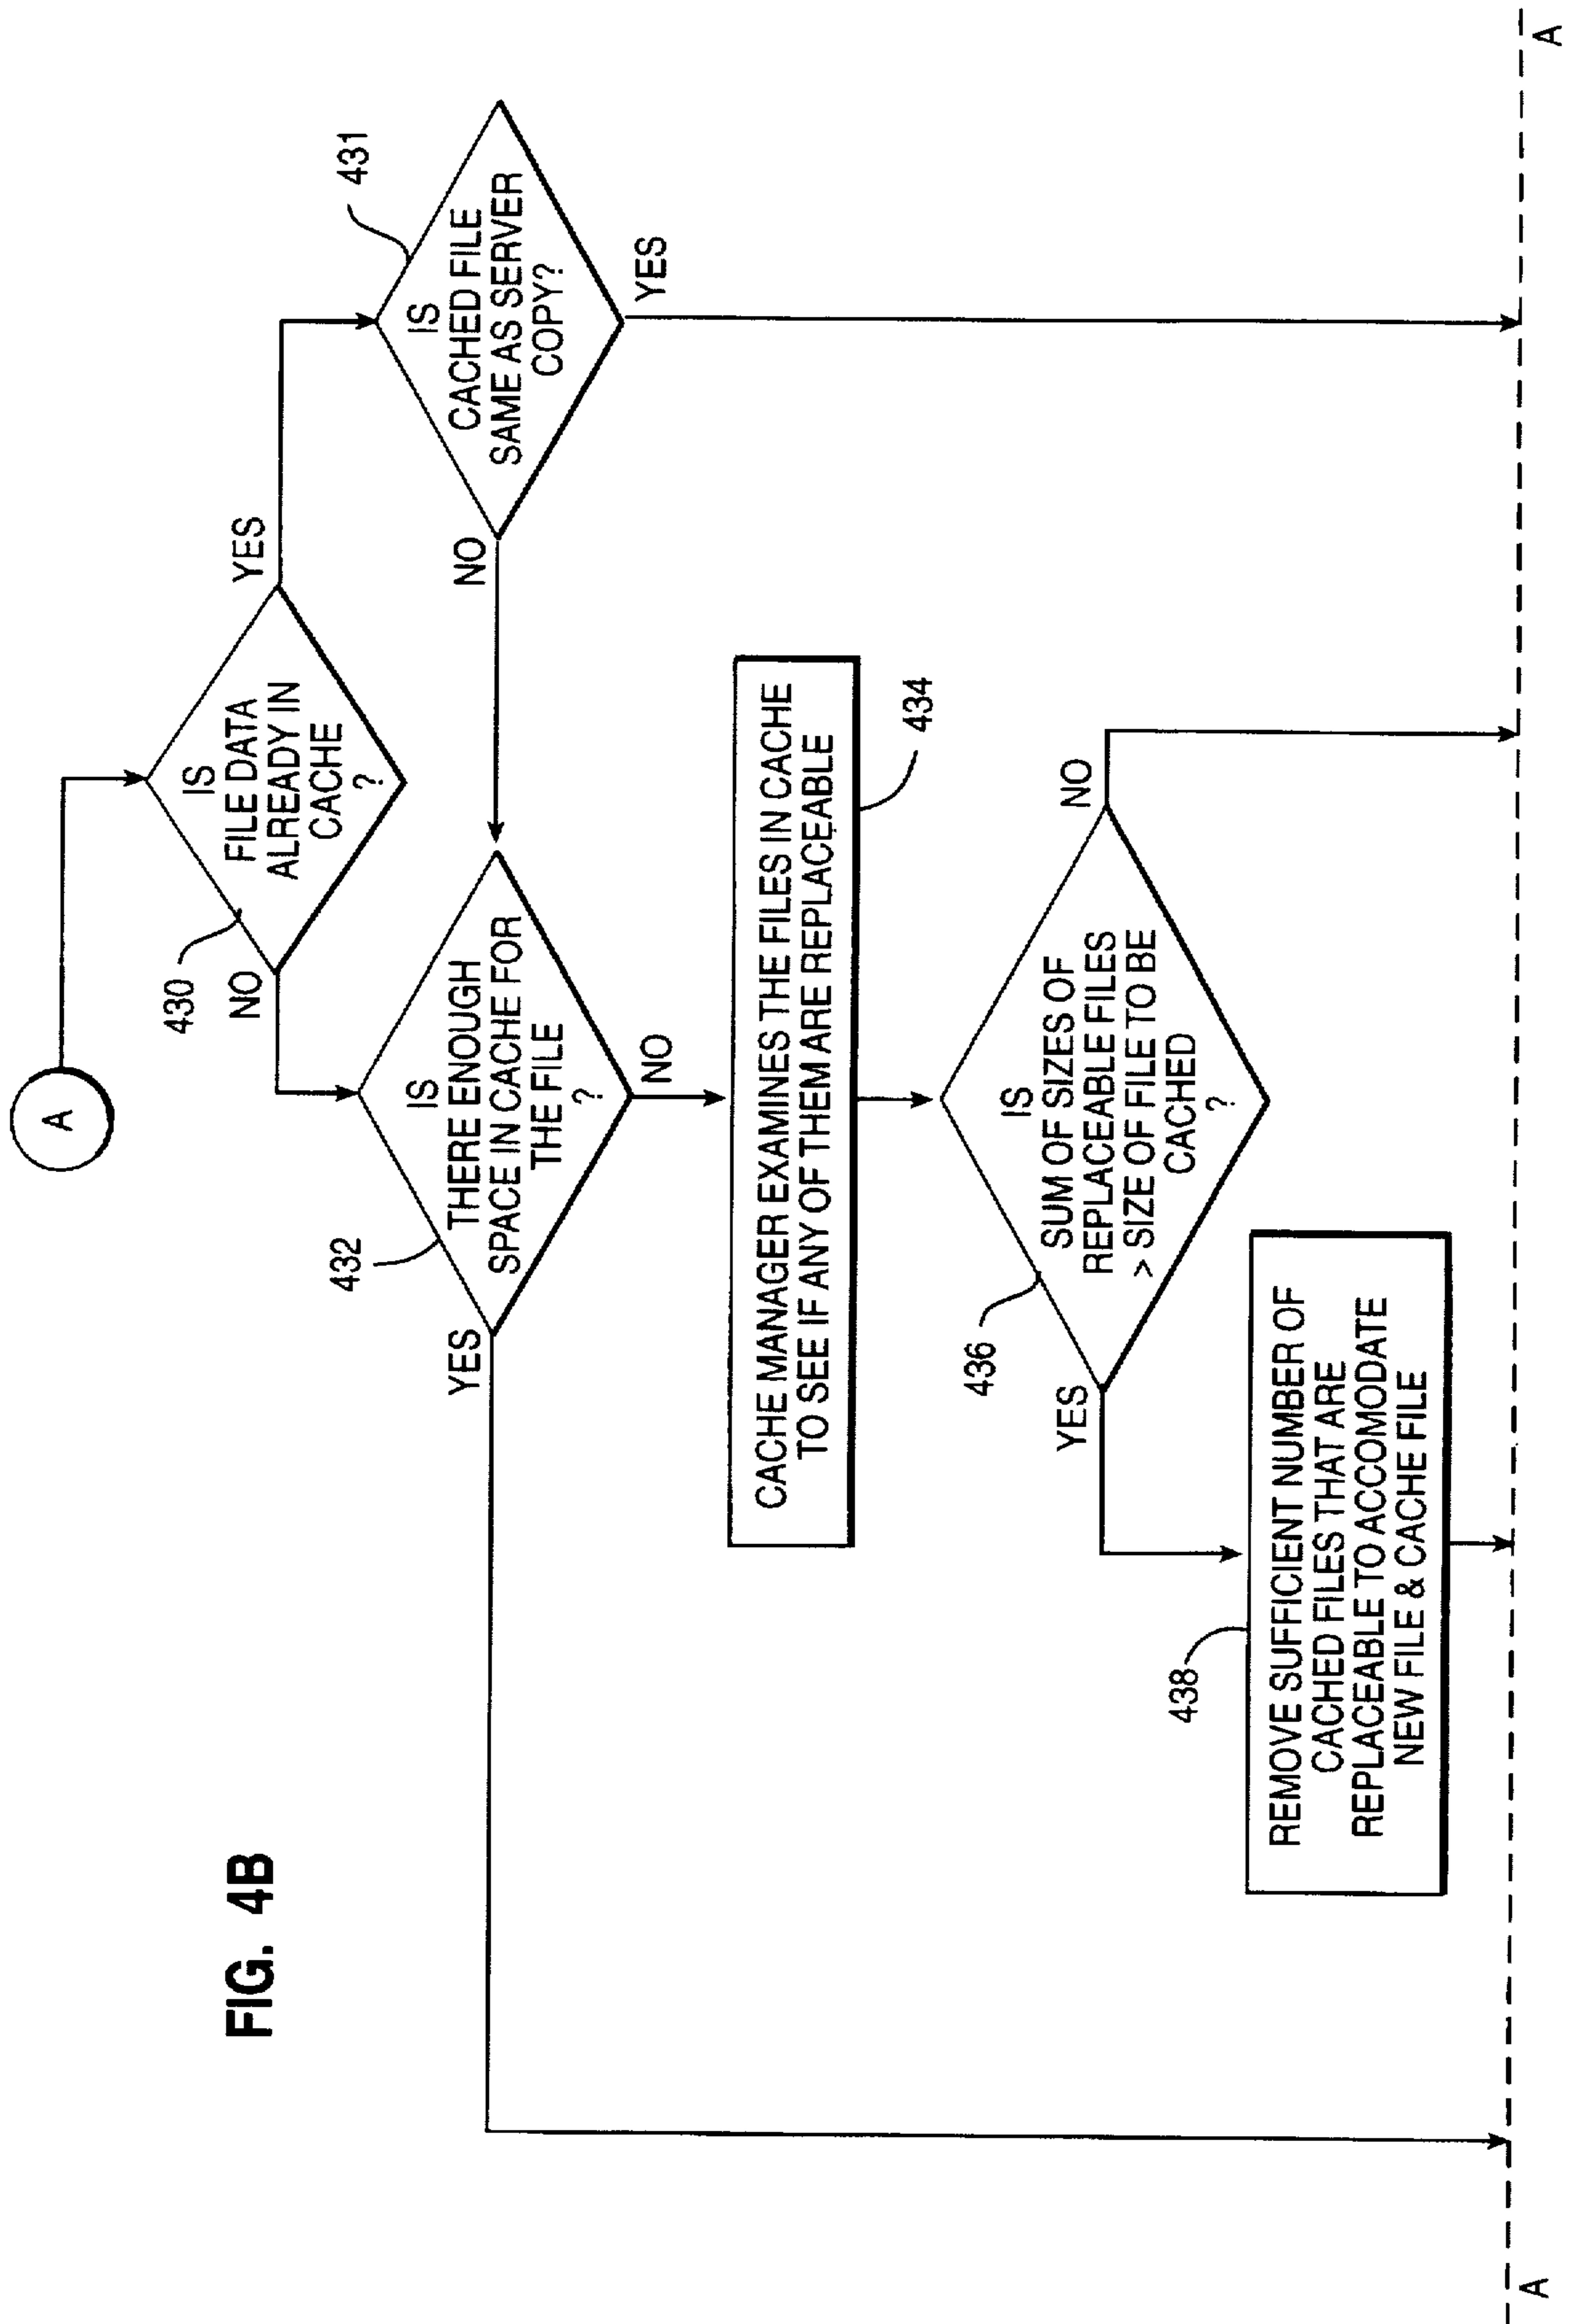 FIG. 4B
A
430
IS
FILE DATA
ALREADY IN
CACHE
?
NO
YES
431
IS
CACHED FILE
SAME AS SERVER
COPY?
NO
YES
432
IS
THERE ENOUGH
SPACE IN CACHE FOR
THE FILE
?
YES
NO
CACHE MANAGER EXAMINES THE FILES IN CACHE
TO SEE IF ANY OF THEM ARE REPLACEABLE
434
436
IS
SUM OF SIZES OF
REPLACEABLE FILES
> SIZE OF FILE TO BE
CACHED
?
YES
NO
438
REMOVE SUFFICIENT NUMBER OF
CACHED FILES THAT ARE
REPLACEABLE TO ACCOMODATE
NEW FILE & CACHE FILE
A
A